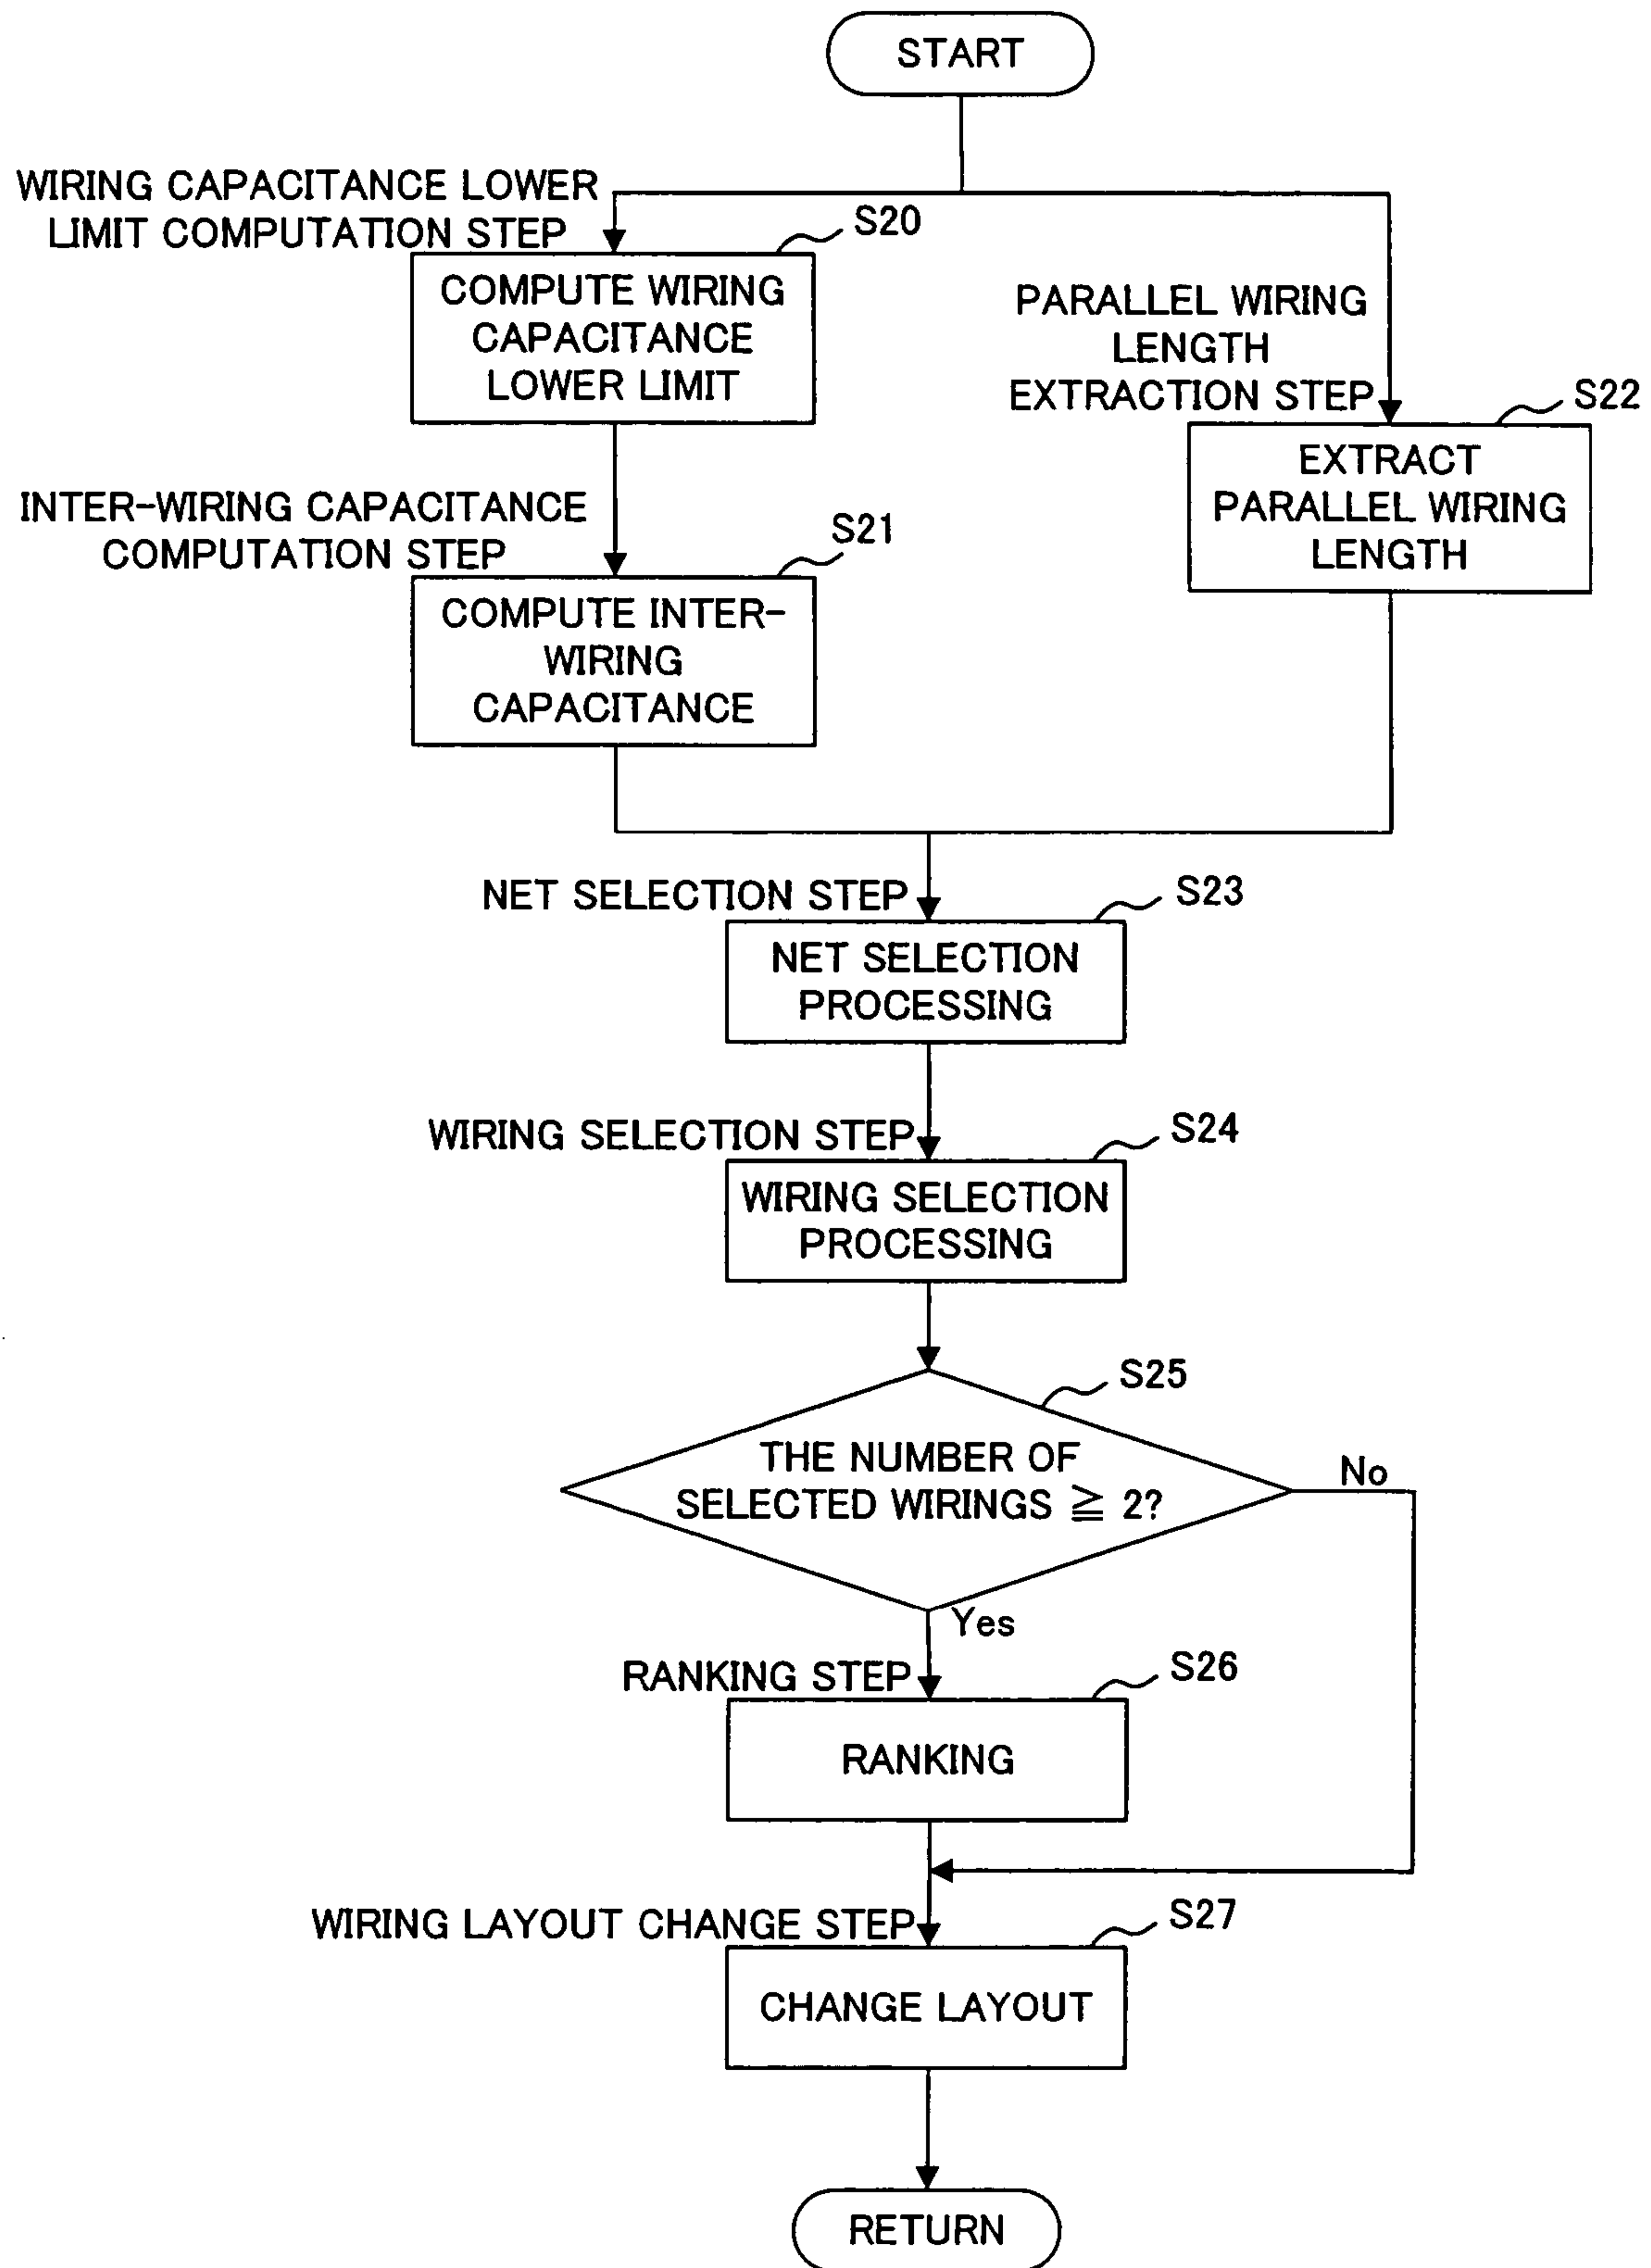 START
WIRING CAPACITANCE LOWER
LIMIT COMPUTATION STEP
S20
COMPUTE WIRING
CAPACITANCE
LOWER LIMIT
PARALLEL WIRING
LENGTH
EXTRACTION STEP
S22
EXTRACT
PARALLEL WIRING
LENGTH
INTER-WIRING CAPACITANCE
COMPUTATION STEP
S21
COMPUTE INTER-
WIRING
CAPACITANCE
NET SELECTION STEP
S23
NET SELECTION
PROCESSING
WIRING SELECTION STEP
S24
WIRING SELECTION
PROCESSING
S25
THE NUMBER OF
SELECTED WIRINGS ≧ 2?
No
Yes
RANKING STEP
S26
RANKING
WIRING LAYOUT CHANGE STEP
S27
CHANGE LAYOUT
RETURN